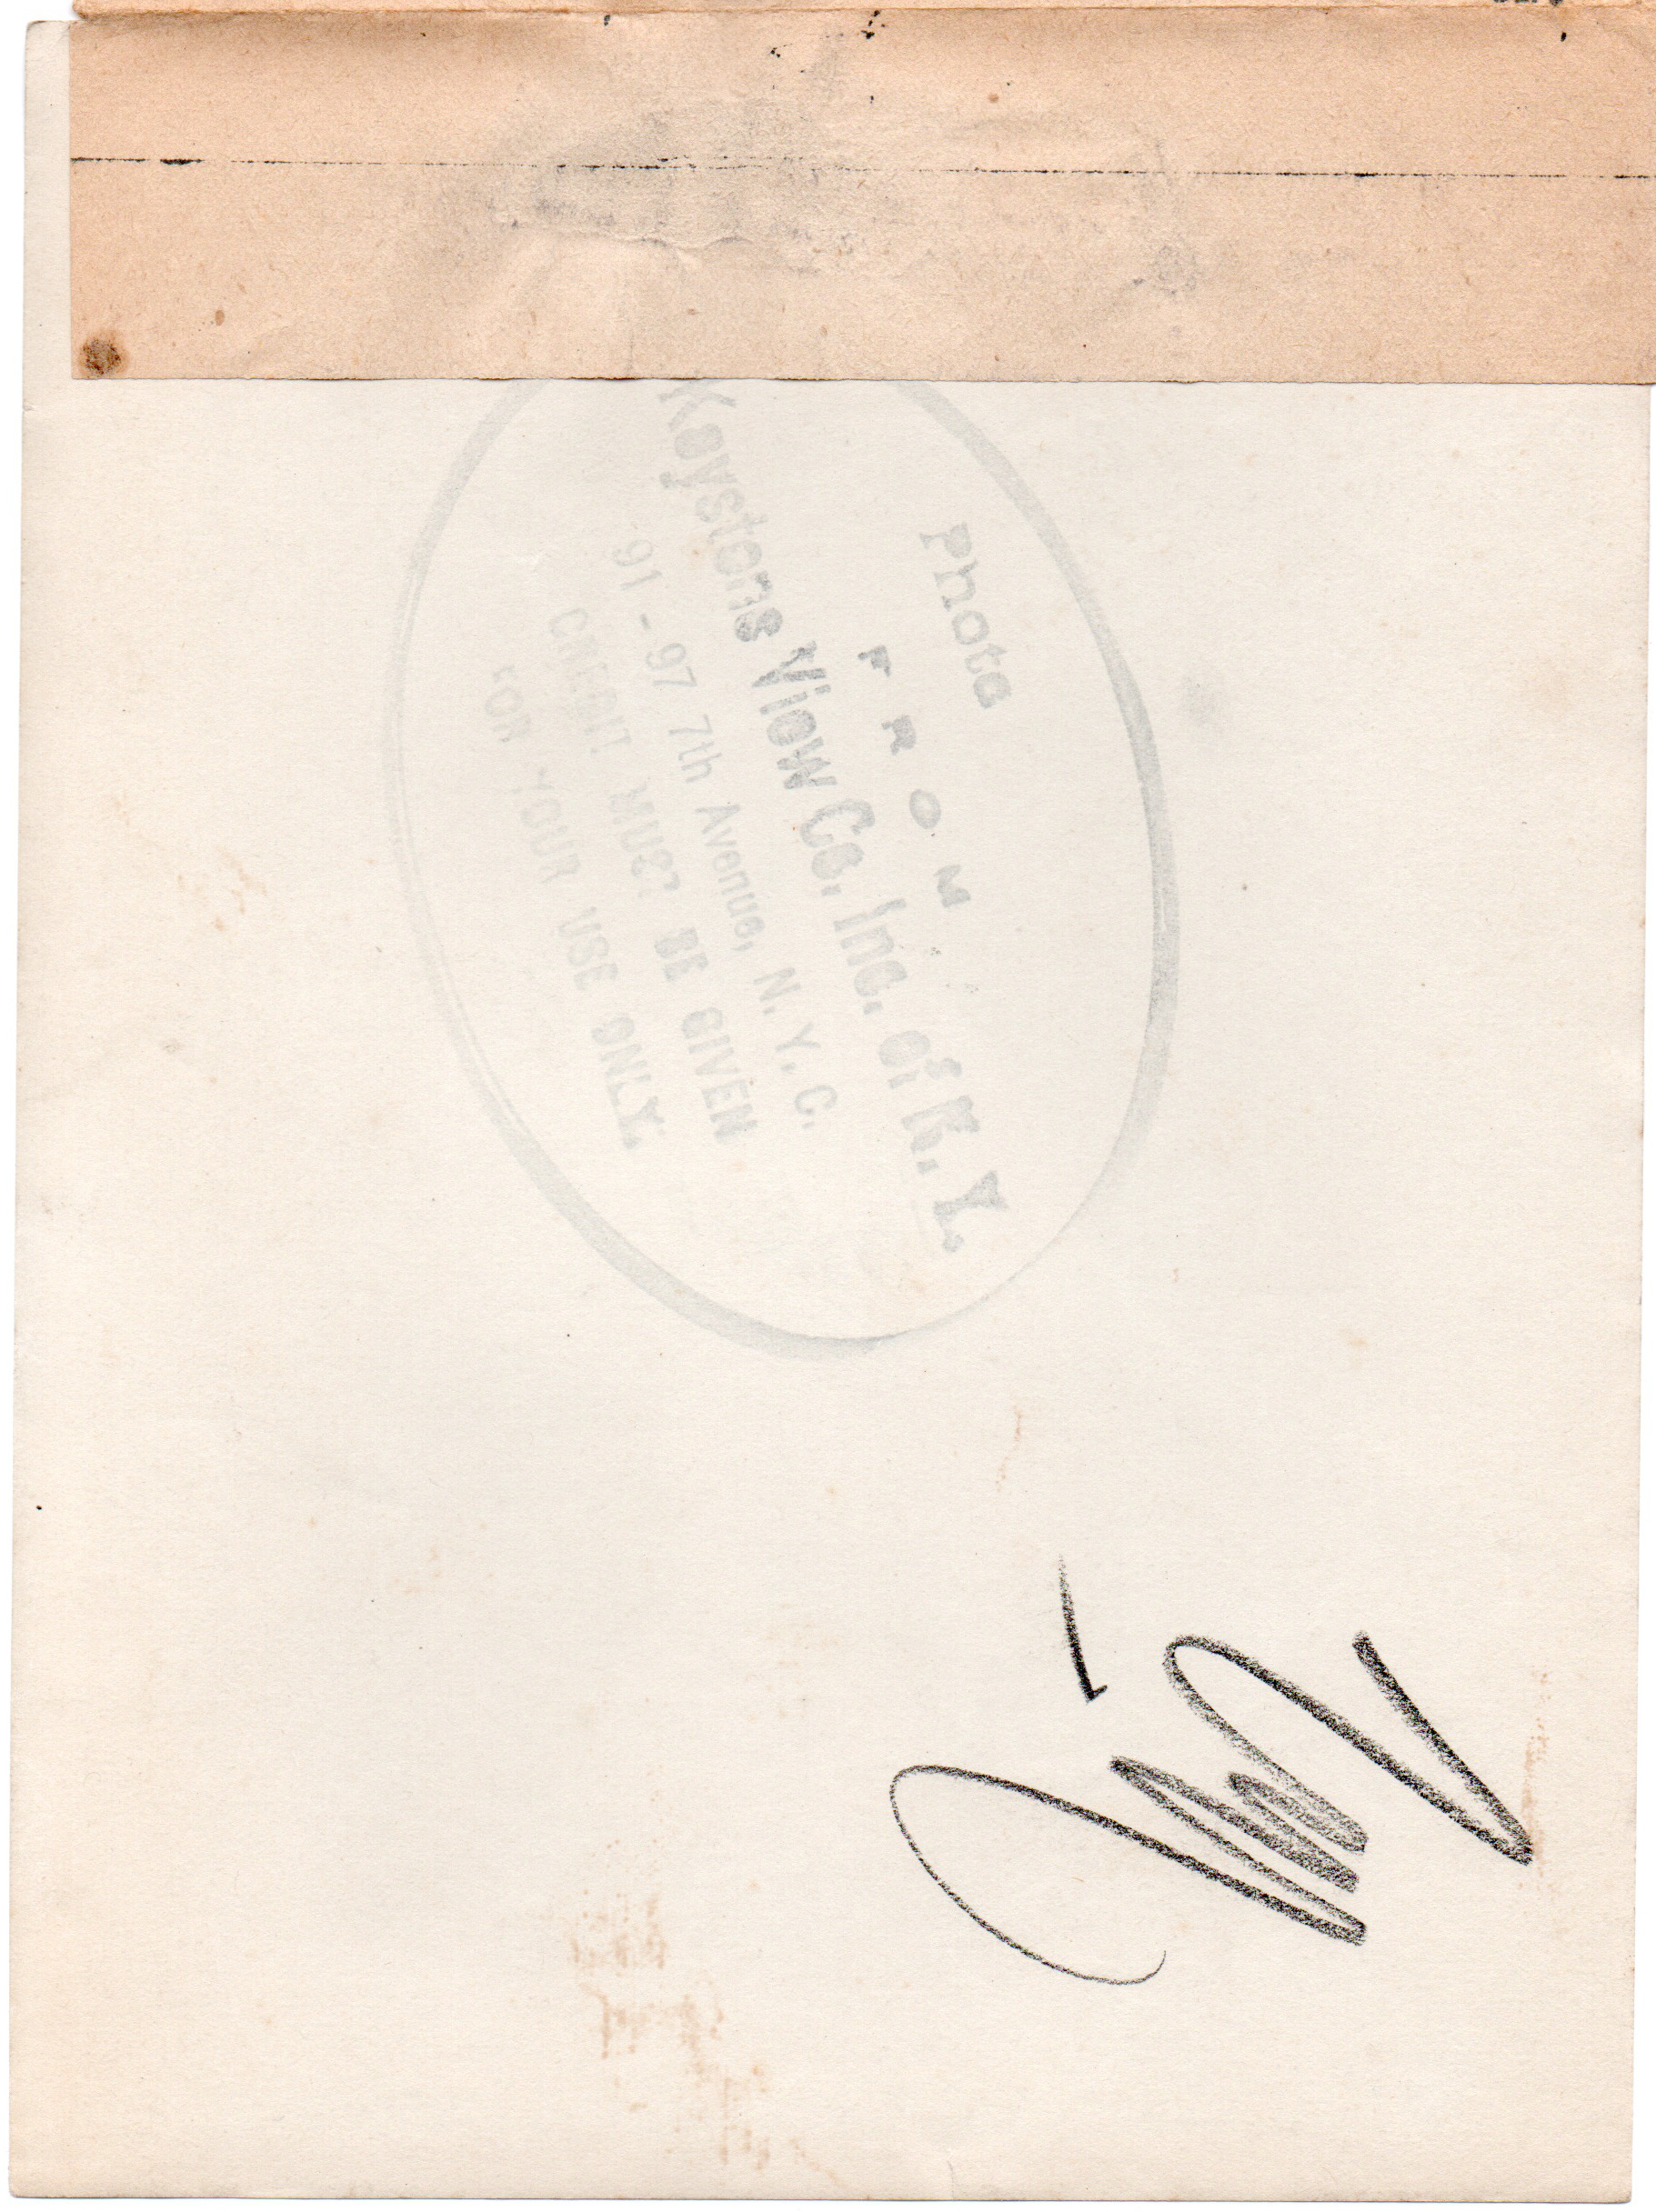 Photo
FROM
Keystone View Co. Inc. of N. Y.
91 - 97 7th Avenue, N. Y. C.
CREDIT MUST BE GIVEN
FOR YOUR USE ONLY.